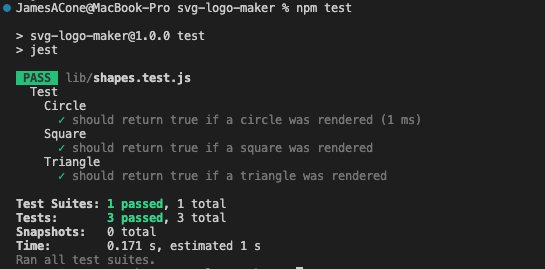 JamesACone@MacBook-Pro svg-logo-maker % npm test
> svg-logo-maker@1.0.0 test
> jest
PASS lib/shapes.test.js
Test
Circle
✓ should return true if a circle was rendered (1 ms)
Square
✓ should return true if a square was rendered
Triangle
✓ should return true if a triangle was rendered
Test Suites: 1 passed, 1 total
Tests: 3 passed, 3 total
Snapshots: 0 total
Time: 0.171 s, estimated 1 s
Ran all test suites.